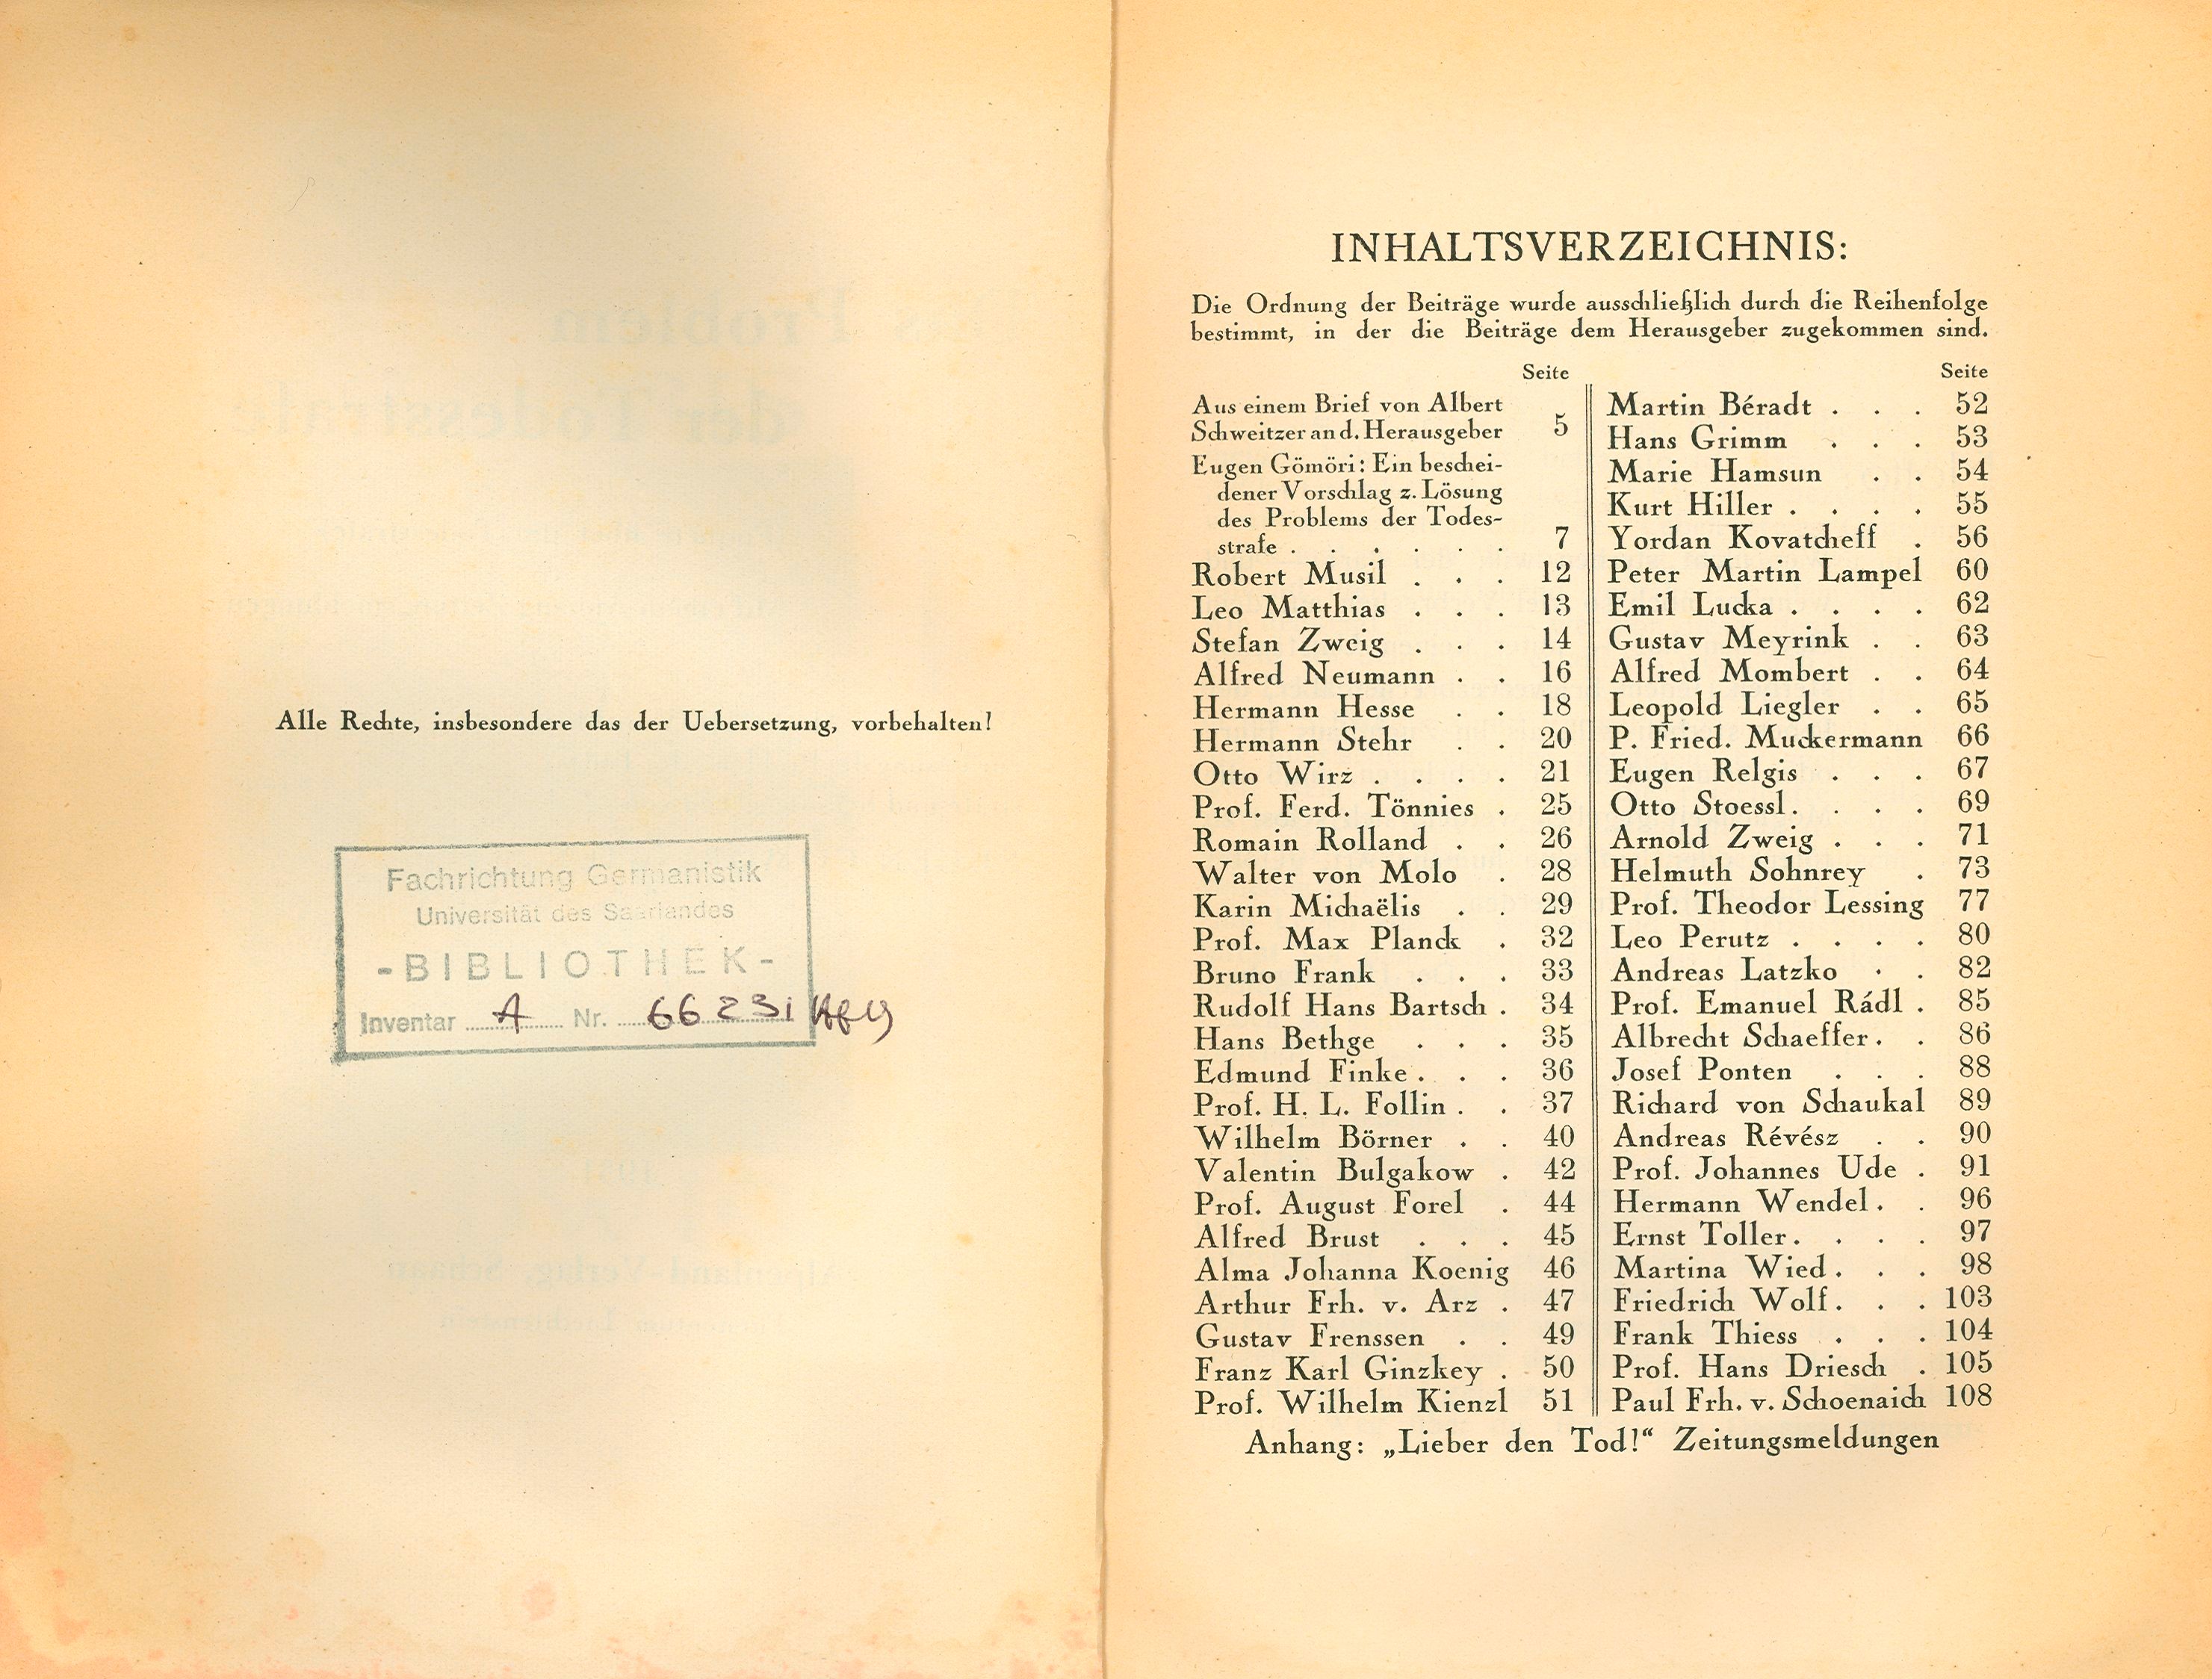 Alle Rechte, insbesondere das der Uebersetzung, vorbehalten!
Fachrichtung Germanistik
Universität des Saarlandes
-BIBLIOTHEK-
Inventar A Nr. 66231
INHALTSVERZEICHNIS:
Die Ordnung der Beiträge wurde ausschließlich durch die Reihenfolge
bestimmt, in der die Beiträge dem Herausgeber zugekommen sind.
Seite
Aus einem Brief von Albert
Schweitzer an d. Herausgeber 5
Eugen Gömöri: Ein beschei-
dener Vorschlag z. Lösung
des Problems der Todes-
strafe . . . . . . 7
Robert Musil . . . 12
Leo Matthias . . . 13
Stefan Zweig . . . 14
Alfred Neumann . . 16
Hermann Hesse . . 18
Hermann Stehr . . 20
Otto Wirz . . . . 21
Prof. Ferd. Tönnies . 25
Romain Rolland . . 26
Walter von Molo . 28
Karin Michaëlis . . 29
Prof. Max Planck . 32
Bruno Frank . . . 33
Rudolf Hans Bartsch . 34
Hans Bethge . . . 35
Edmund Finke . . . 36
Prof. H. L. Follin . . 37
Wilhelm Börner . . 40
Valentin Bulgakow . 42
Prof. August Forel . 44
Alfred Brust . . . 45
Alma Johanna Koenig 46
Arthur Frh. v. Arz . 47
Gustav Frenssen . . 49
Franz Karl Ginzkey . 50
Prof. Wilhelm Kienzl 51
Seite
Martin Béradt . . . 52
Hans Grimm . . . 53
Marie Hamsun . . 54
Kurt Hiller . . . . 55
Yordan Kovatcheff . 56
Peter Martin Lampel 60
Emil Lucka . . . . 62
Gustav Meyrink . . 63
Alfred Mombert . . 64
Leopold Liegler . . 65
P. Fried. Muckermann 66
Eugen Relgis . . . 67
Otto Stoessl . . . . 69
Arnold Zweig . . . 71
Helmuth Sohnrey . 73
Prof. Theodor Lessing 77
Leo Perutz . . . . 80
Andreas Latzko . . 82
Prof. Emanuel Rádl . 85
Albrecht Schaeffer . . 86
Josef Ponten . . . 88
Richard von Schaukal 89
Andreas Révész . . 90
Prof. Johannes Ude . 91
Hermann Wendel . . 96
Ernst Toller . . . . 97
Martina Wied . . . 98
Friedrich Wolf . . . 103
Frank Thiess . . . 104
Prof. Hans Driesch . 105
Paul Frh. v. Schoenaich 108
Anhang: „Lieber den Tod!“ Zeitungsmeldungen